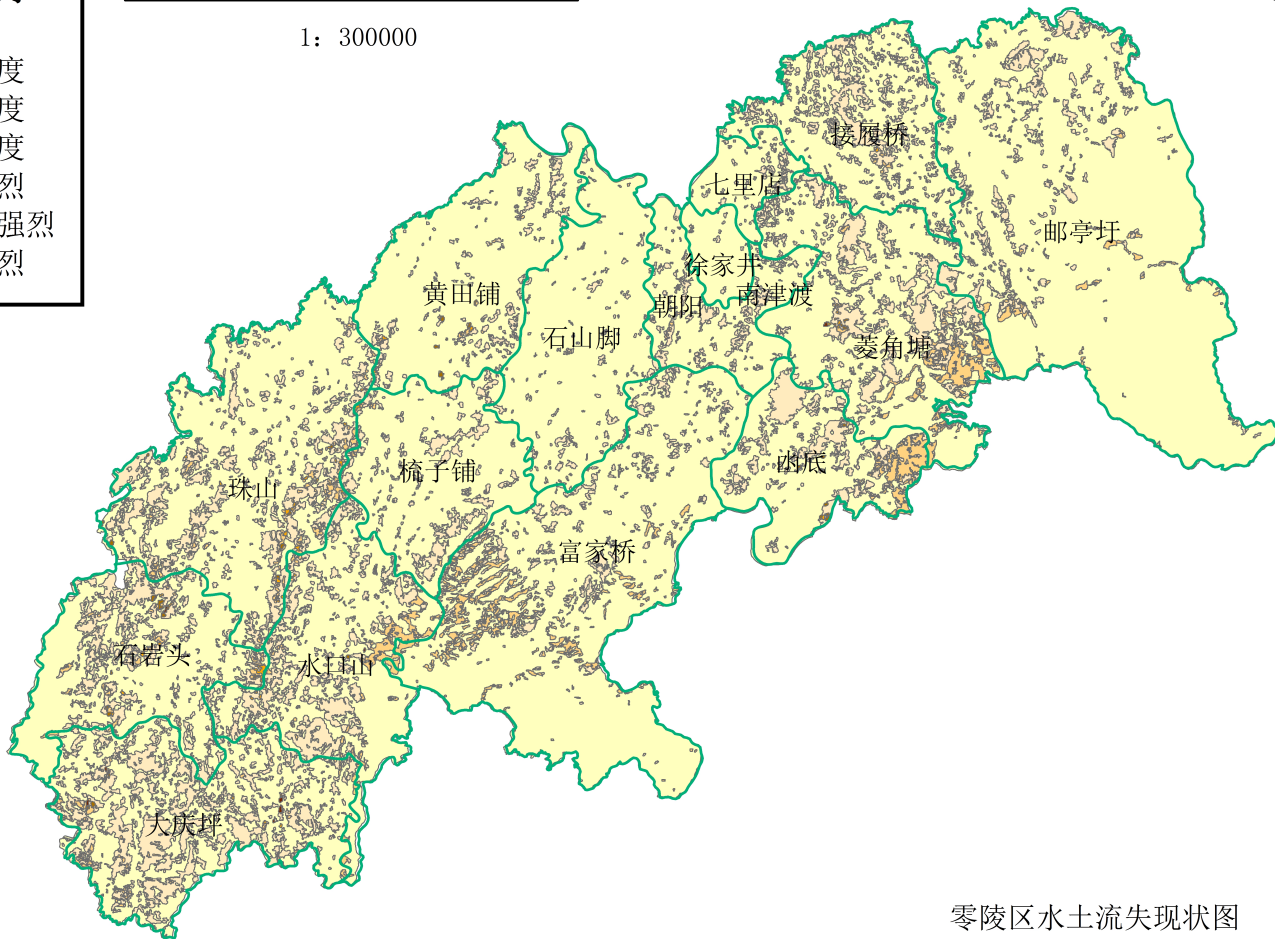 1：300000
度
度
度
烈
强烈
烈
接履桥
七里店
邮亭圩
徐家井
黄田铺
南津渡
朝阳
石山脚
菱角塘
凼底
梳子铺
珠山
富家桥
石岩头
水口山
大庆坪
零陵区水土流失现状图